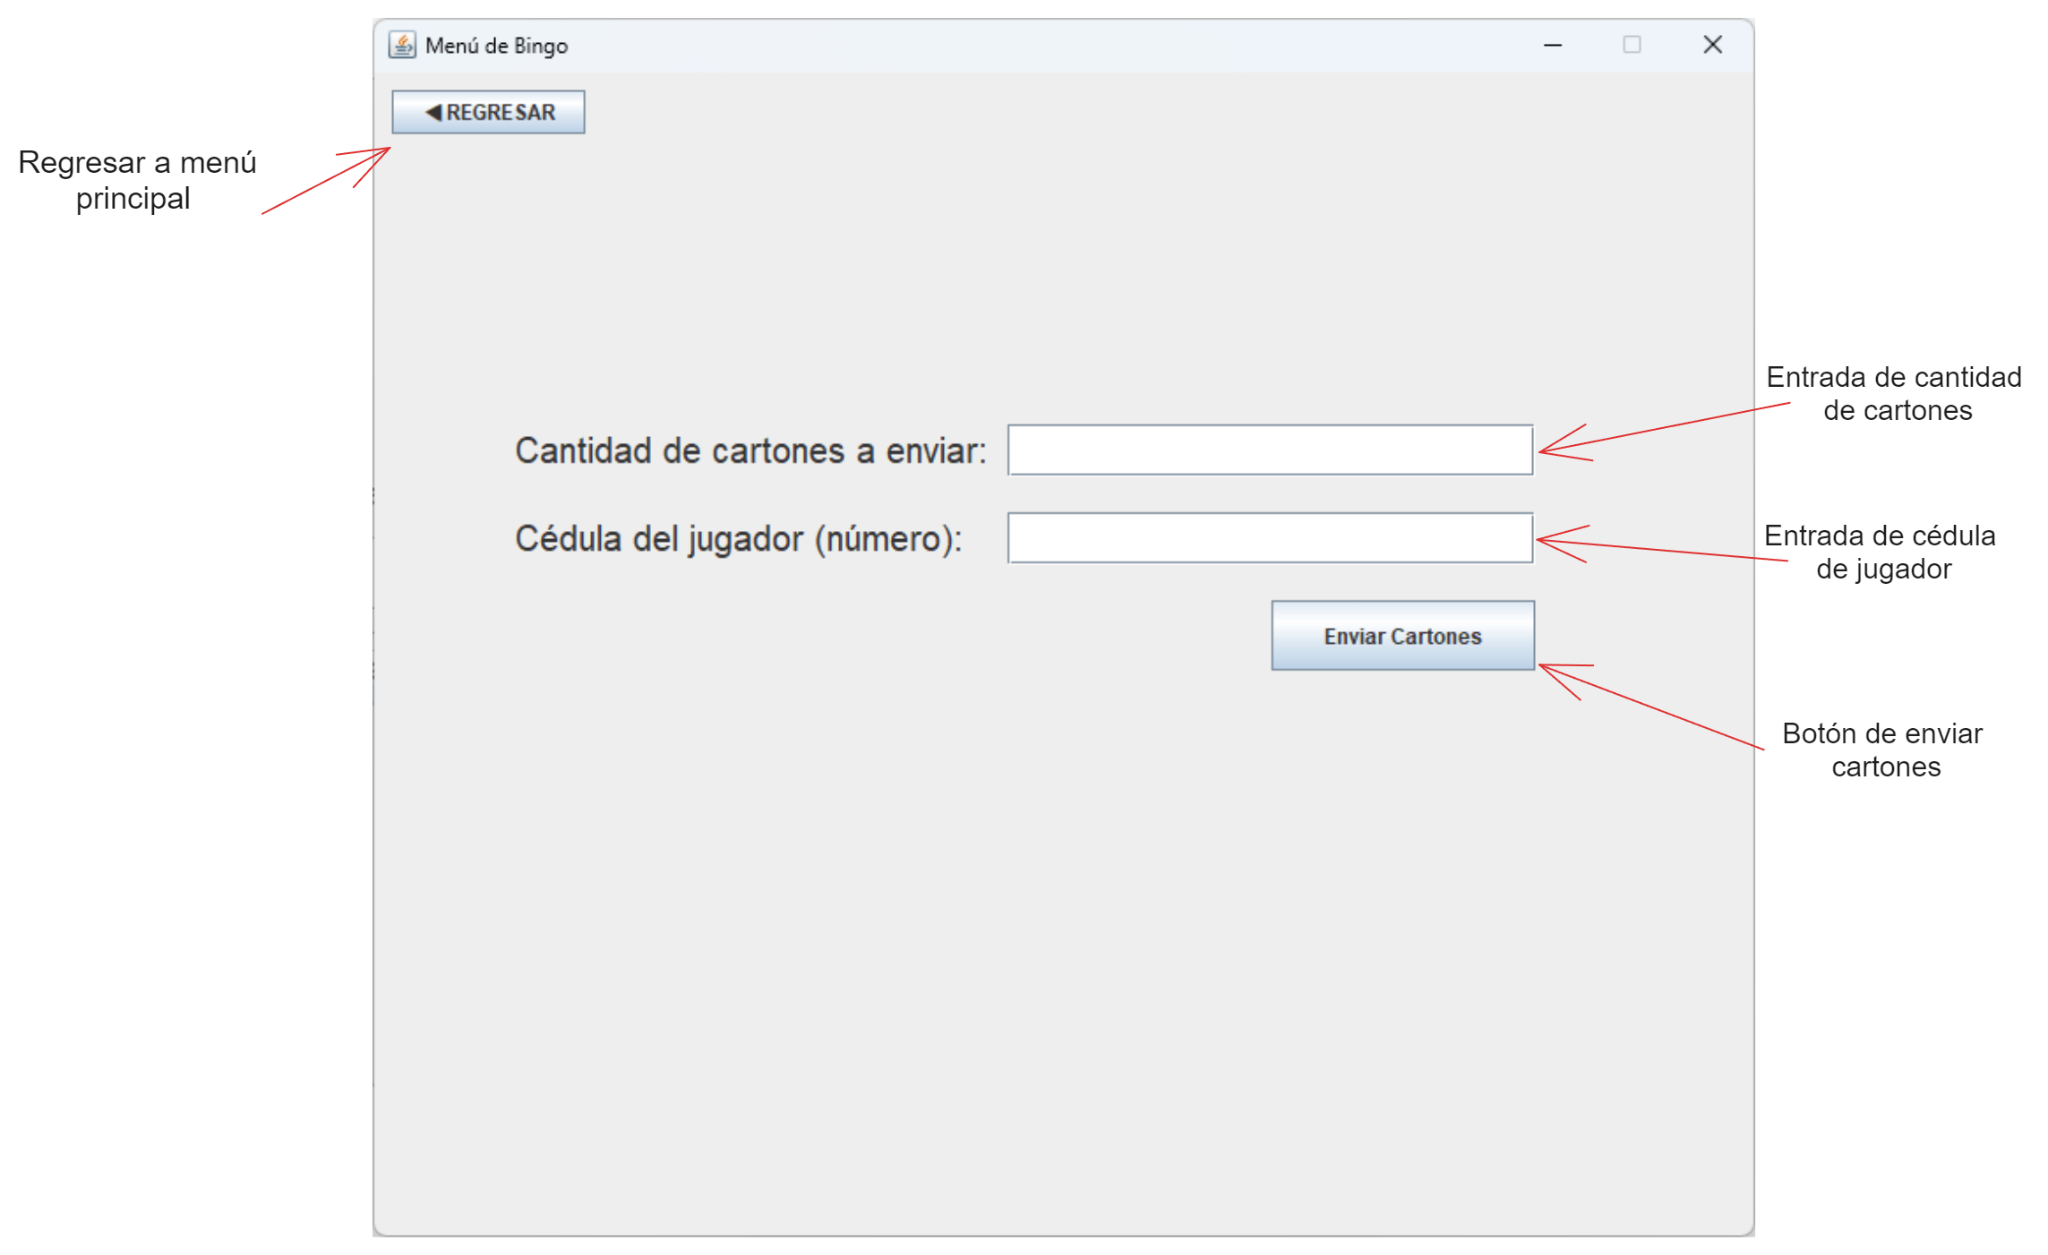 Menú de Bingo
◀ REGRESAR
Regresar a menú
principal
Entrada de cantidad
de cartones
Cantidad de cartones a enviar:
Cédula del jugador (número):
Entrada de cédula
de jugador
Enviar Cartones
Botón de enviar
cartones